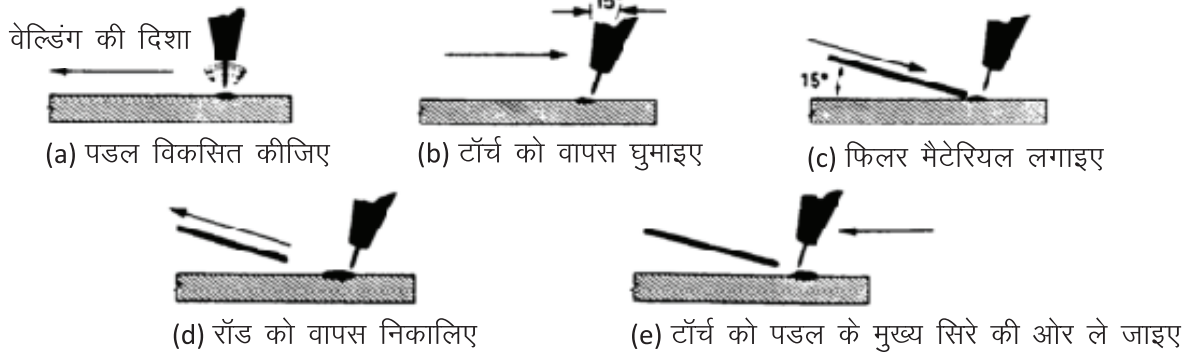 15
वेल्डिंग की दिशा
15°
(a) पडल विकसित कीजिए
(b) टॉर्च को वापस घुमाइए
(c) फिलर मैटेरियल लगाइए
(d) रॉड को वापस निकालिए
(e) टॉर्च को पडल के मुख्य सिरे की ओर ले जाइए